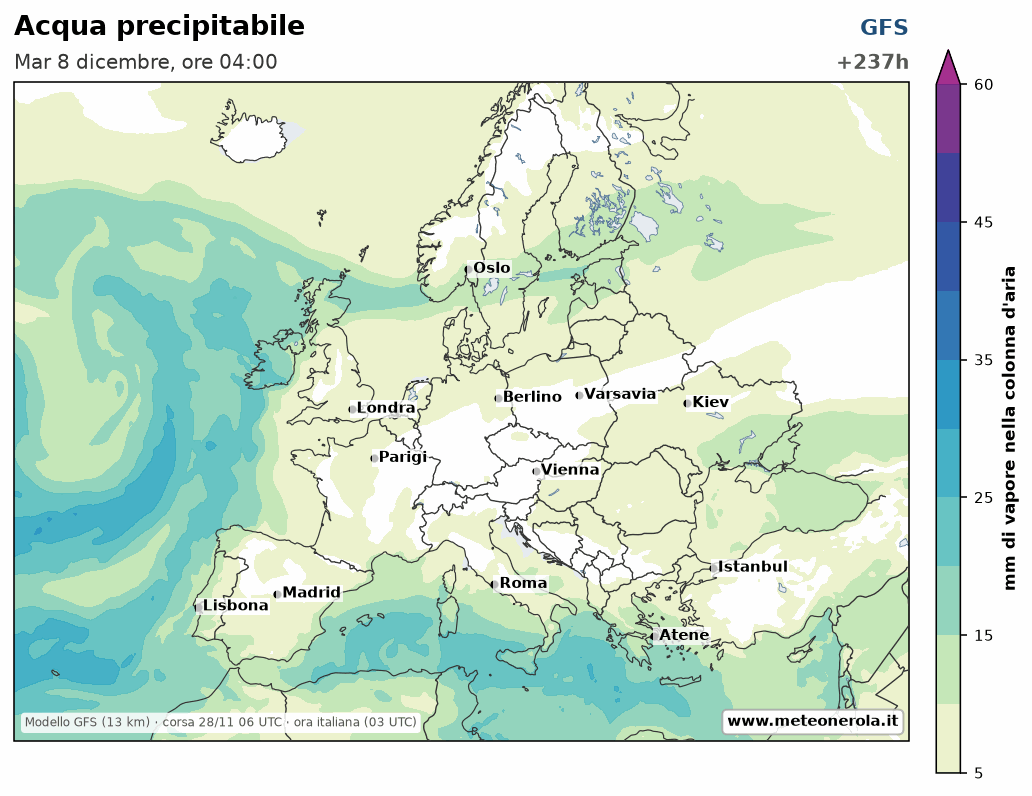 Acqua precipitabile
GFS
Mar 8 dicembre, ore 04:00
+237h
60
45
35
25
15
5
mm di vapore nella colonna d'aria
Oslo
Londra
Berlino
Varsavia
Kiev
Parigi
Vienna
Istanbul
Roma
Madrid
Lisbona
Atene
Modello GFS (13 km) · corsa 28/11 06 UTC · ora italiana (03 UTC)
www.meteonerola.it